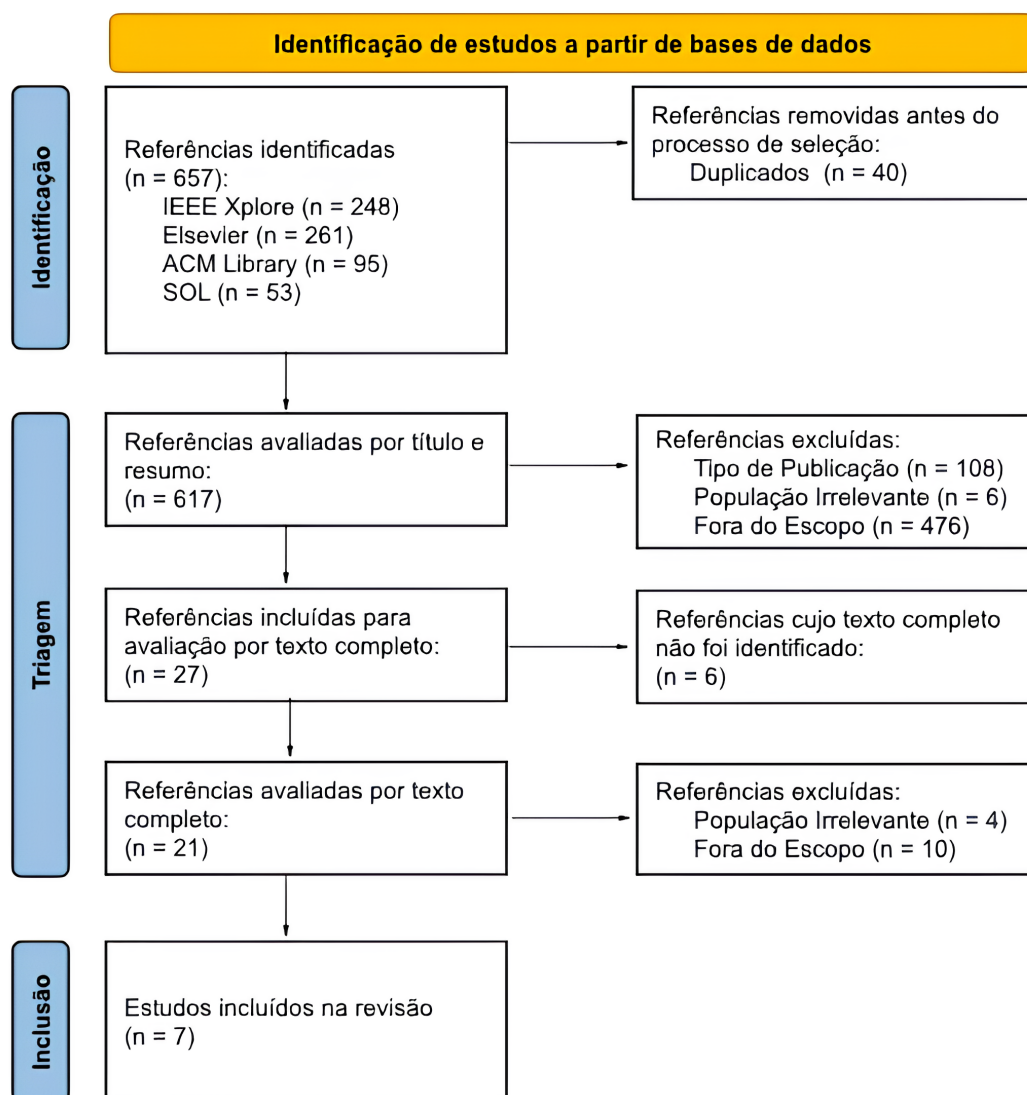 Identificação de estudos a partir de bases de dados
Identificação
Referências identificadas
(n = 657):
IEEE Xplore (n = 248)
Elsevier (n = 261)
ACM Library (n = 95)
SOL (n = 53)
Referências removidas antes do
processo de seleção:
Duplicados (n = 40)
Triagem
Referências avaliadas por título e
resumo:
(n = 617)
Referências excluídas:
Tipo de Publicação (n = 108)
População Irrelevante (n = 6)
Fora do Escopo (n = 476)
Referências incluídas para
avaliação por texto completo:
(n = 27)
Referências cujo texto completo
não foi identificado:
(n = 6)
Referências avaliadas por texto
completo:
(n = 21)
Referências excluídas:
População Irrelevante (n = 4)
Fora do Escopo (n = 10)
Inclusão
Estudos incluídos na revisão
(n = 7)